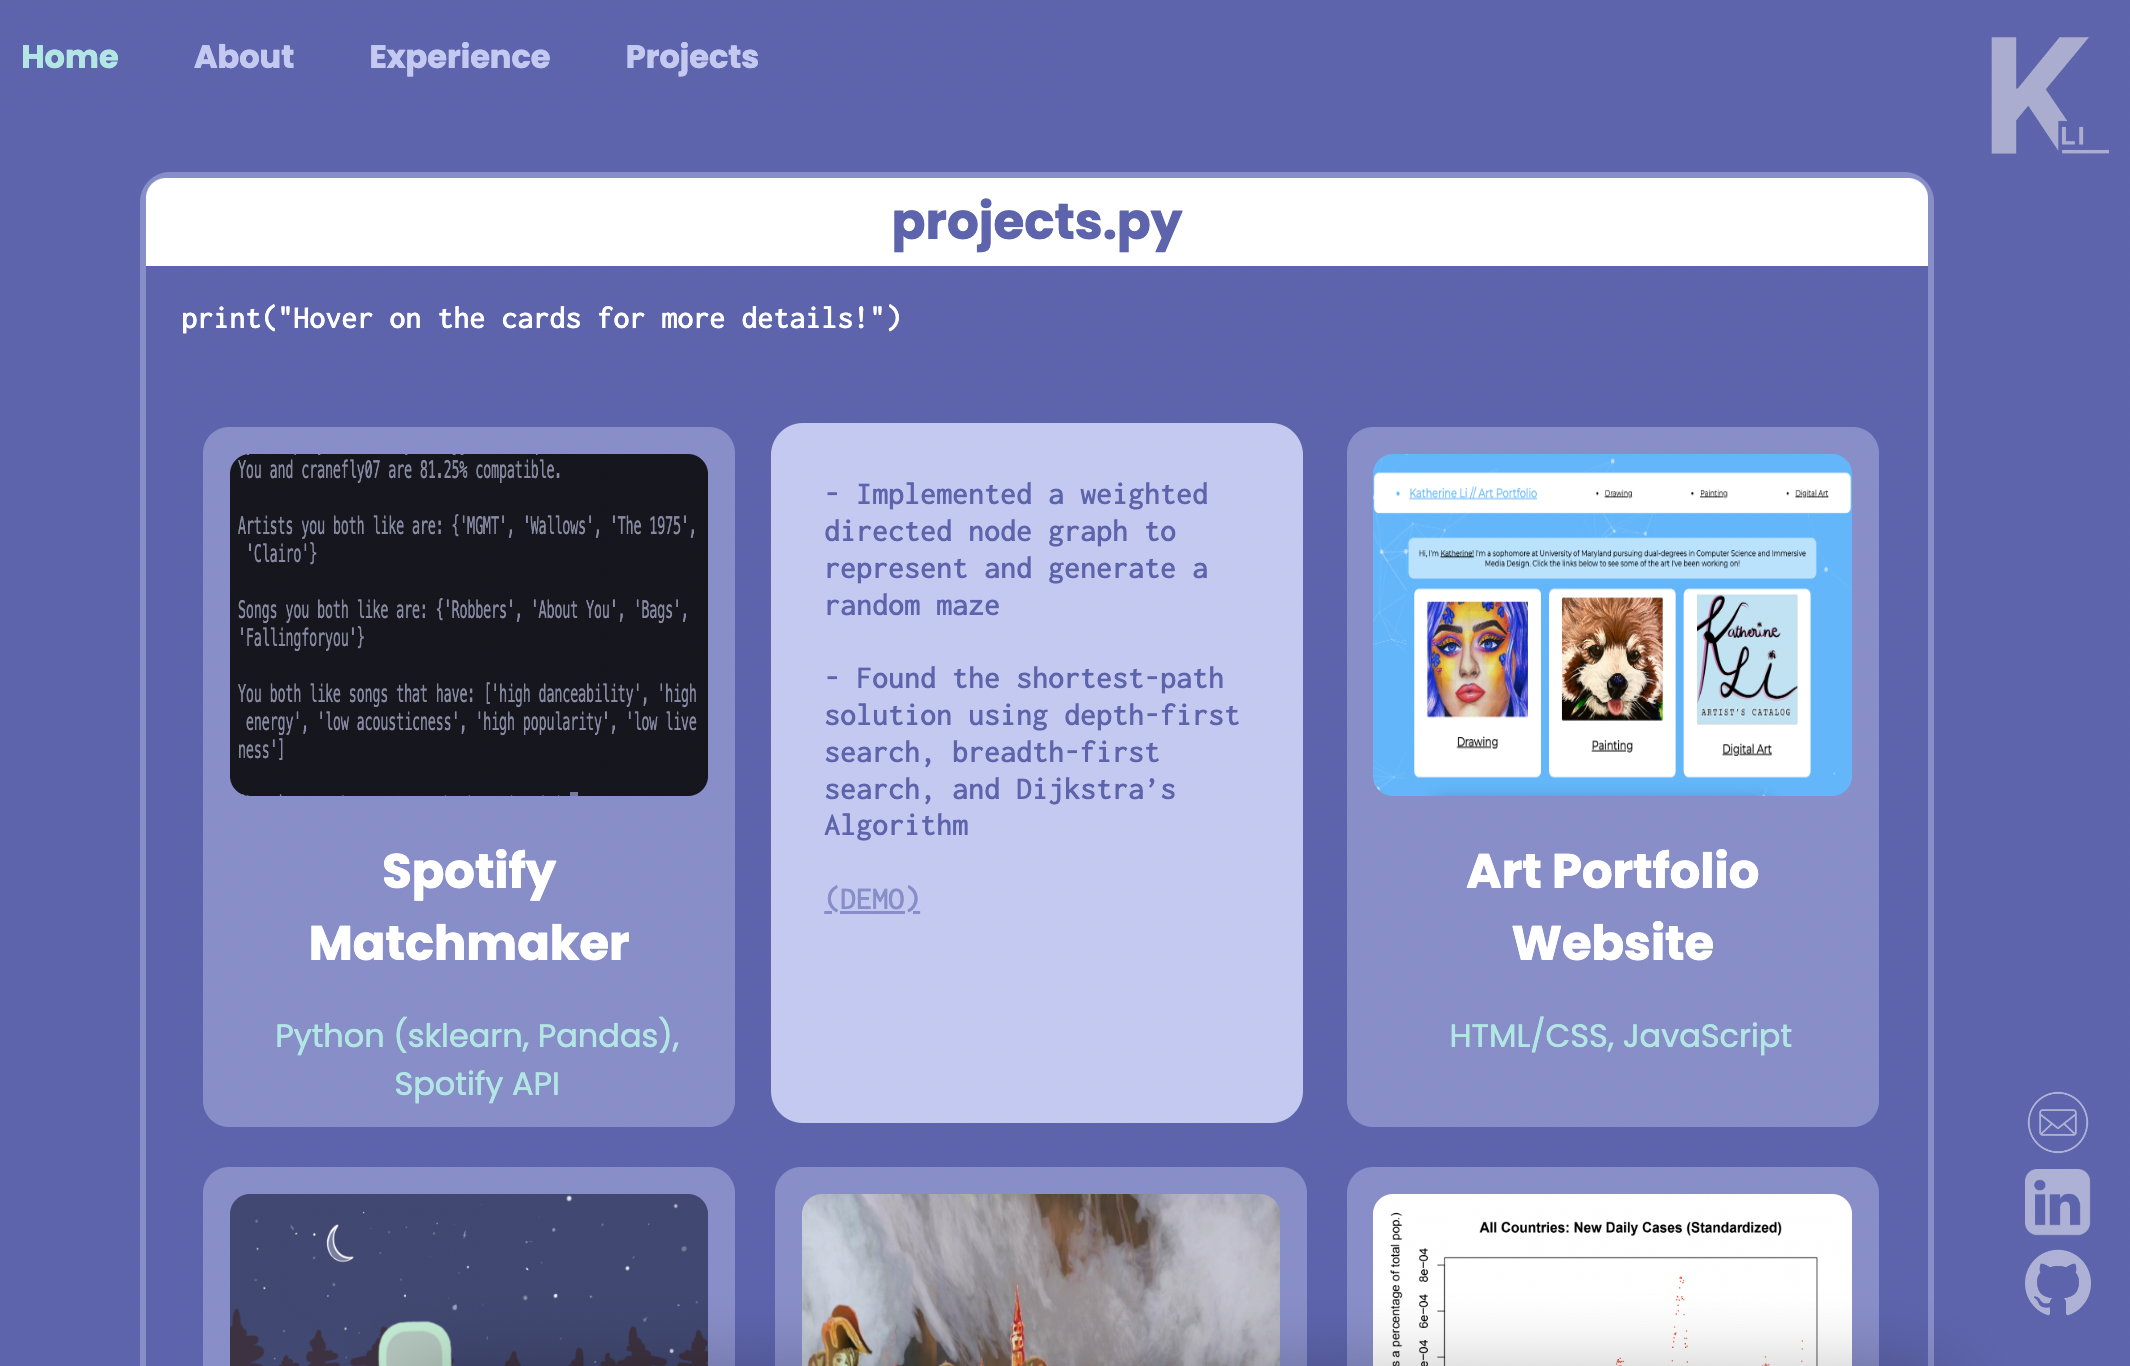 Home About Experience Projects
K
LI
projects.py
print("Hover on the cards for more details!")
You and cranefly07 are 81.25% compatible.
Artists you both like are: {'MGMT', 'Wallows', 'The 1975',
'Clairo'}
Songs you both like are: {'Robbers', 'About You', 'Bags',
'Fallingforyou'}
You both like songs that have: ['high danceability', 'high
energy', 'low acousticness', 'high popularity', 'low live
ness']
Spotify
Matchmaker
Python (sklearn, Pandas),
Spotify API
- Implemented a weighted
directed node graph to
represent and generate a
random maze
- Found the shortest-path
solution using depth-first
search, breadth-first
search, and Dijkstra’s
Algorithm
(DEMO)
• Katherine Li // Art Portfolio • Drawing • Painting • Digital Art
Hi, I'm Katherine! I'm a sophomore at University of Maryland pursuing dual-degrees in Computer Science and Immersive
Media Design. Click the links below to see some of the art I've been working on!
Katherine
Li
ARTIST'S CATALOG
Drawing
Painting
Digital Art
Art Portfolio
Website
HTML/CSS, JavaScript
All Countries: New Daily Cases (Standardized)
s a percentage of total pop.)
8e-04
6e-04
e-04
in